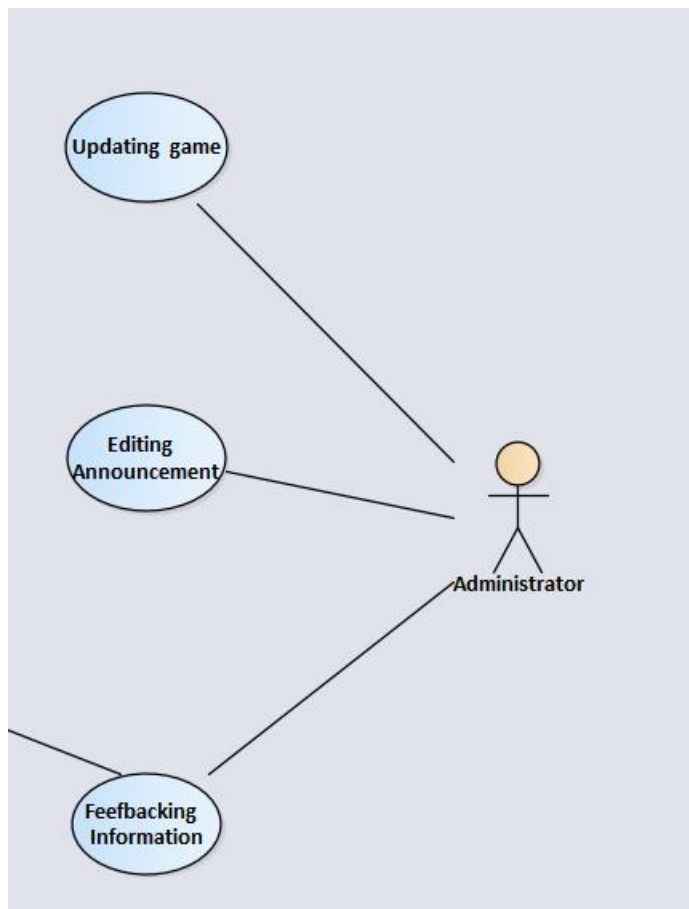 Updating game
Editing
Announcement
Administrator
Feefbacking
Information